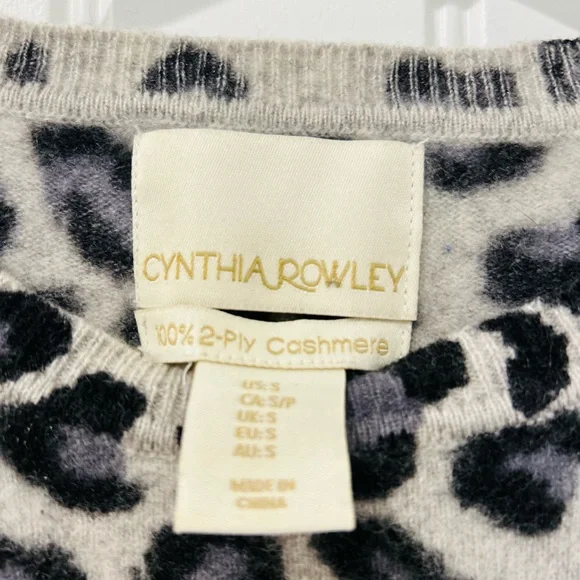 CYNTHIA ROWLEY
100% 2-Ply Cashmere
US: S
CA: S/P
UK: S
EU: S
AU: S
MADE IN
CHINA